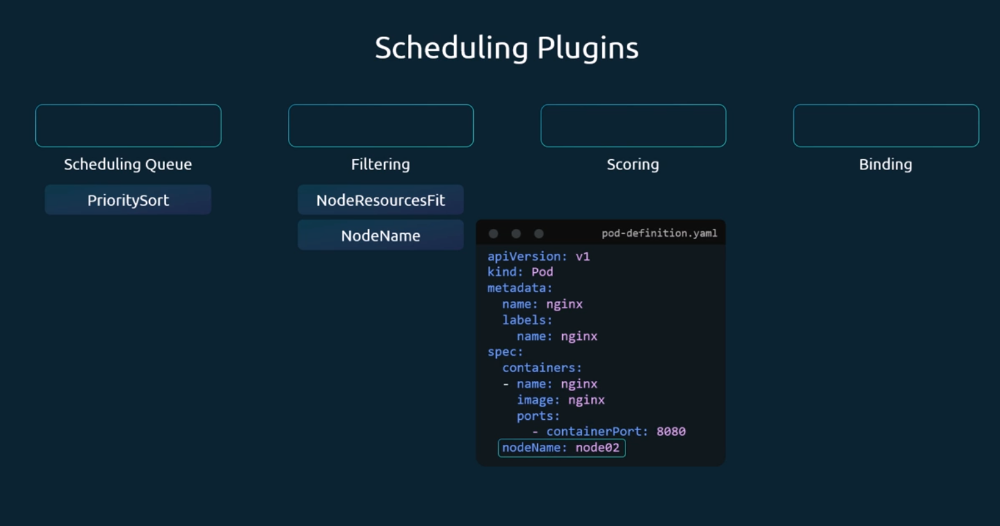 Scheduling Plugins
Scheduling Queue
Filtering
Scoring
Binding
PrioritySort
NodeResourcesFit
NodeName
pod-definition.yaml
apiVersion: v1
kind: Pod
metadata:
  name: nginx
  labels:
    name: nginx
spec:
  containers:
  - name: nginx
    image: nginx
    ports:
      - containerPort: 8080
  nodeName: node02